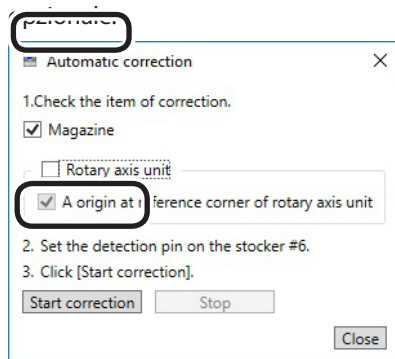 opzionale.
Automatic correction
1.Check the item of correction.
Magazine
Rotary axis unit
A origin at reference corner of rotary axis unit
2. Set the detection pin on the stocker #6.
3. Click [Start correction].
Start correction Stop
Close